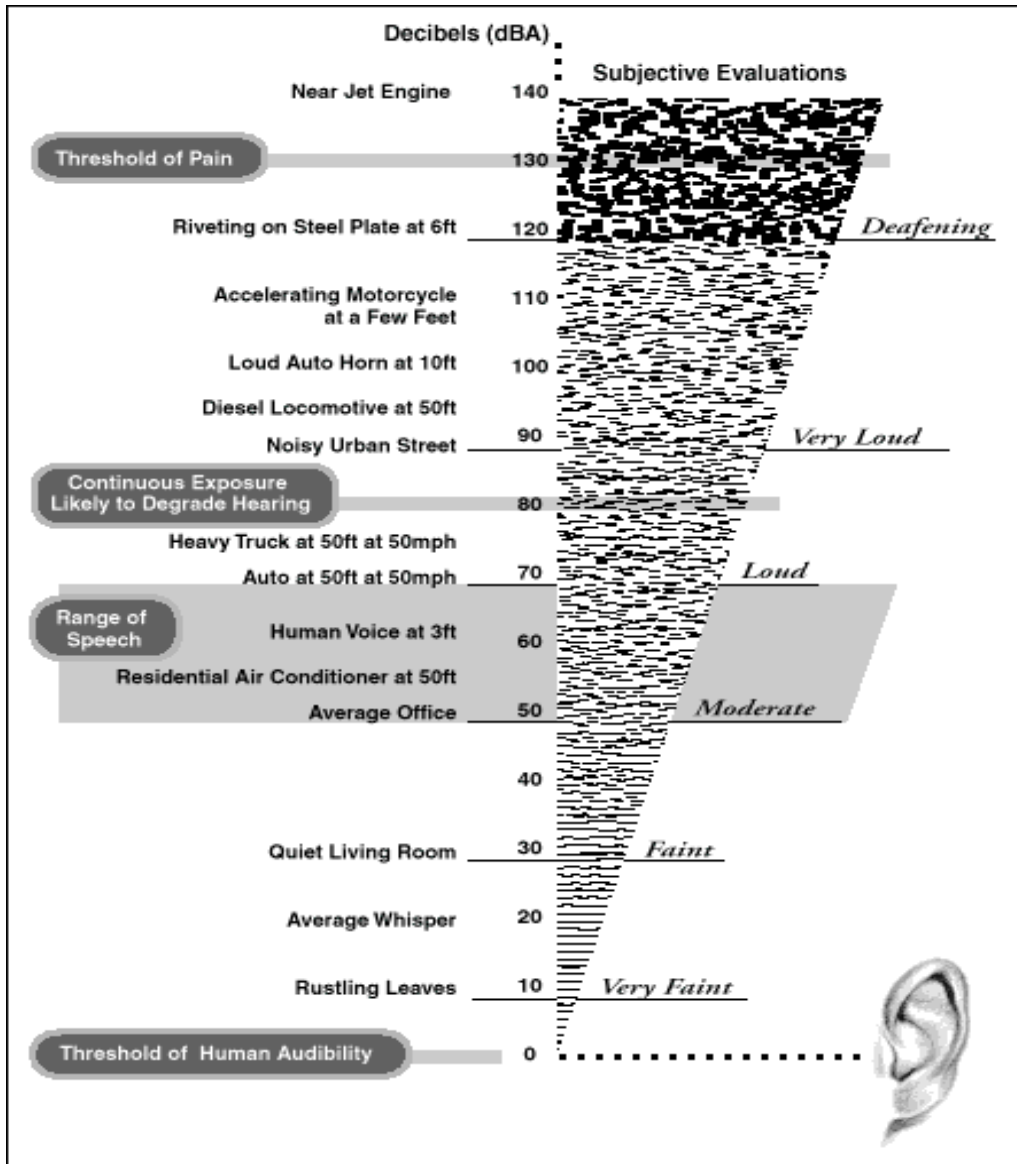 Decibels (dBA)
Subjective Evaluations
Near Jet Engine 140
Threshold of Pain 130
Riveting on Steel Plate at 6ft 120 Deafening
Accelerating Motorcycle 110
at a Few Feet
Loud Auto Horn at 10ft 100
Diesel Locomotive at 50ft
Noisy Urban Street 90 Very Loud
Continuous Exposure
Likely to Degrade Hearing 80
Heavy Truck at 50ft at 50mph
Auto at 50ft at 50mph 70 Loud
Range of
Speech
Human Voice at 3ft 60
Residential Air Conditioner at 50ft
Average Office 50 Moderate
40
Quiet Living Room 30 Faint
Average Whisper 20
Rustling Leaves 10 Very Faint
Threshold of Human Audibility 0